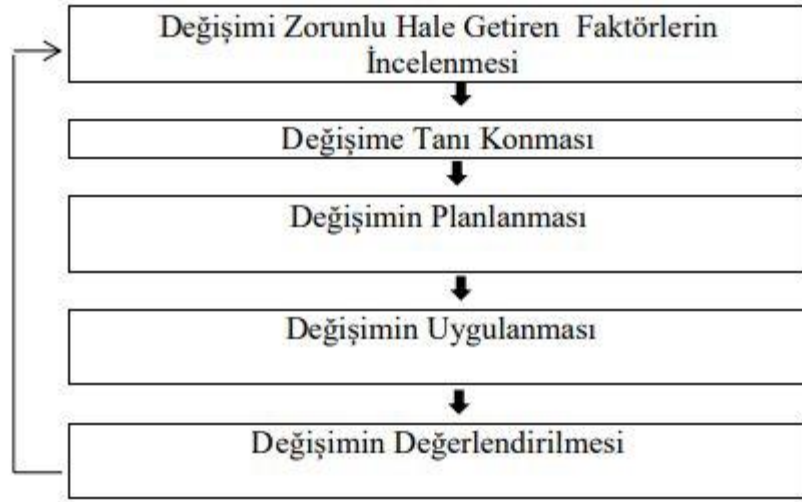 Değişimi Zorunlu Hale Getiren Faktörlerin
İncelenmesi
Değişime Tanı Konması
Değişimin Planlanması
Değişimin Uygulanması
Değişimin Değerlendirilmesi